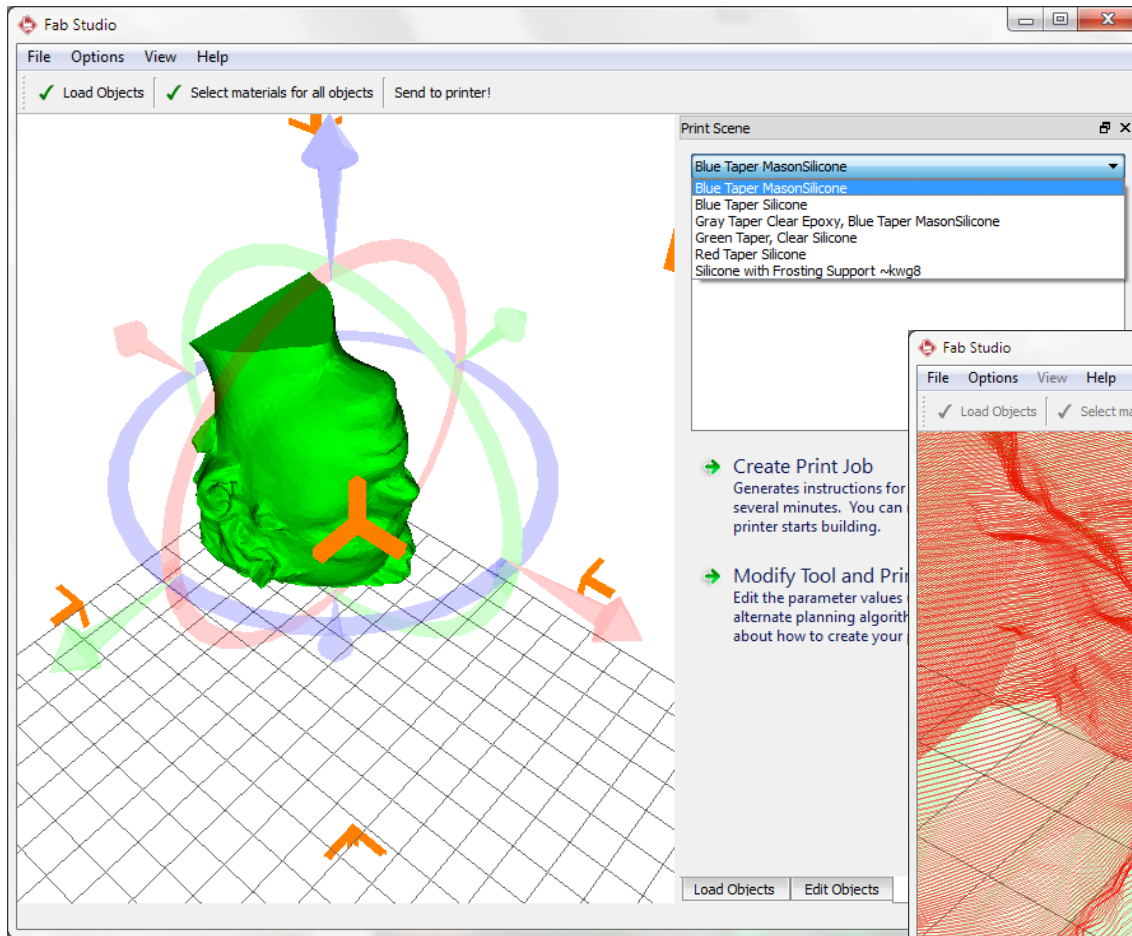 Fab Studio
File Options View Help
Load Objects Select materials for all objects Send to printer!
Print Scene
Blue Taper MasonSilicone
Blue Taper MasonSilicone
Blue Taper Silicone
Gray Taper Clear Epoxy, Blue Taper MasonSilicone
Green Taper, Clear Silicone
Red Taper Silicone
Silicone with Frosting Support ~kwg8
Create Print Job
Generates instructions for
several minutes. You can
printer starts building.
Modify Tool and
Edit the parameter values
alternate planning
about how to create your
Load Objects Edit Objects
Fab Studio
File Options View Help
Load Objects Select